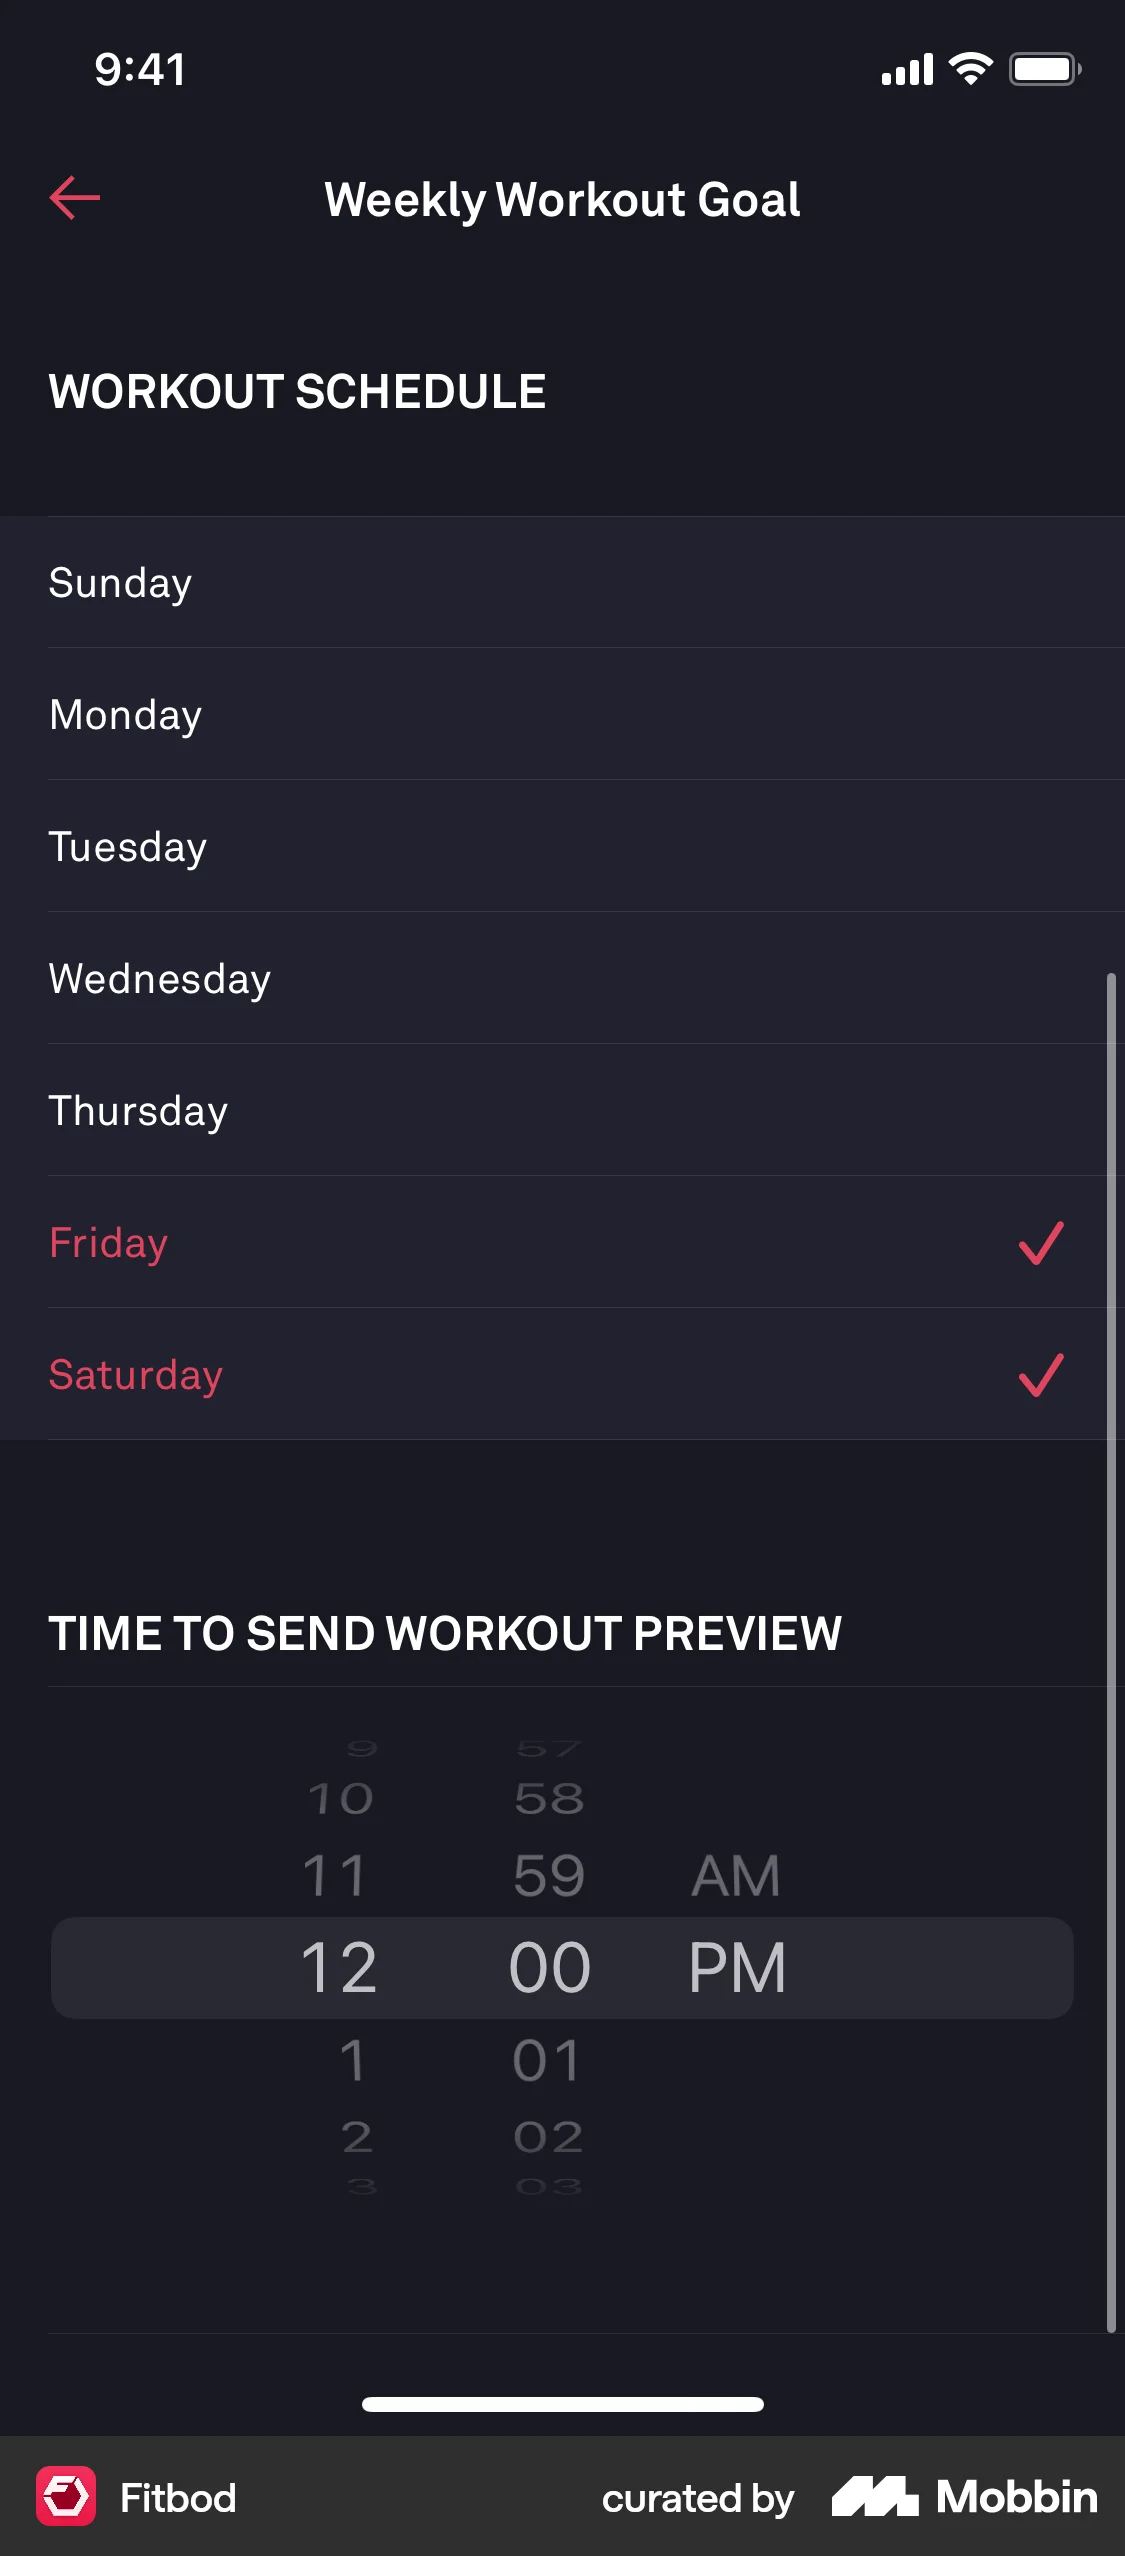 9:41
Weekly Workout Goal
WORKOUT SCHEDULE
Sunday
Monday
Tuesday
Wednesday
Thursday
Friday
Saturday
TIME TO SEND WORKOUT PREVIEW
9 57
10 58
11 59 AM
12 00 PM
1 01
2 02
3 03
Fitbod curated by Mobbin